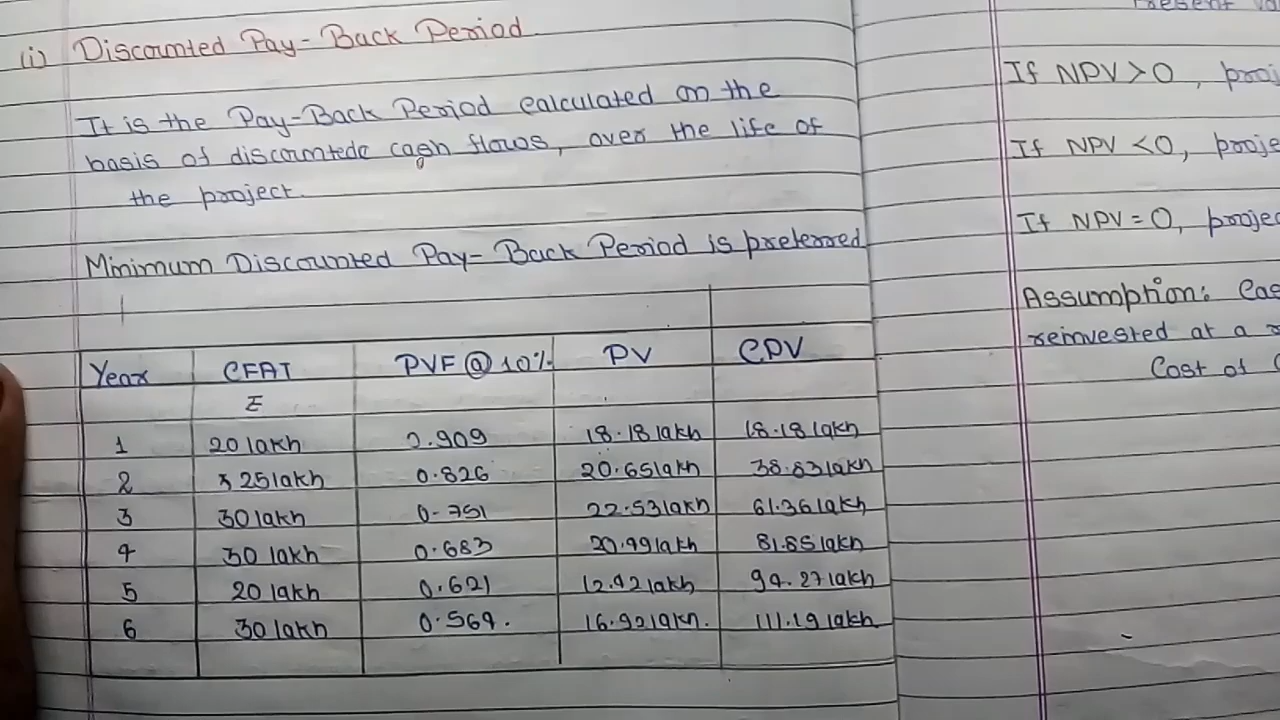 (i) Discounted Pay-Back Period
It is the Pay-Back Period calculated on the
basis of discountede cash flows, over the life of
the project.
Minimum Discounted Pay-Back Period is preferred
Year CFAT PVF@10% PV CPV
1 20 lakh 0.909 18.18 lakh 18.18 lakh
2 25 lakh 0.826 20.65 lakh 38.83 lakh
3 30 lakh 0.751 22.53 lakh 61.36 lakh
4 30 lakh 0.683 20.49 lakh 81.85 lakh
5 20 lakh 0.621 12.42 lakh 94.27 lakh
6 30 lakh 0.564. 16.92 lakh. 111.19 lakh
If NPV>0,
If NPV <0,
If NPV=0,
Assumption:
reinvested at a
Cost of